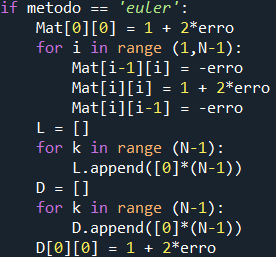 if metodo == 'euler':
    Mat[0][0] = 1 + 2*erro
    for i in range (1,N-1):
        Mat[i-1][i] = -erro
        Mat[i][i] = 1 + 2*erro
        Mat[i][i-1] = -erro
    L = []
    for k in range (N-1):
        L.append([0]*(N-1))
    D = []
    for k in range (N-1):
        D.append([0]*(N-1))
    D[0][0] = 1 + 2*erro